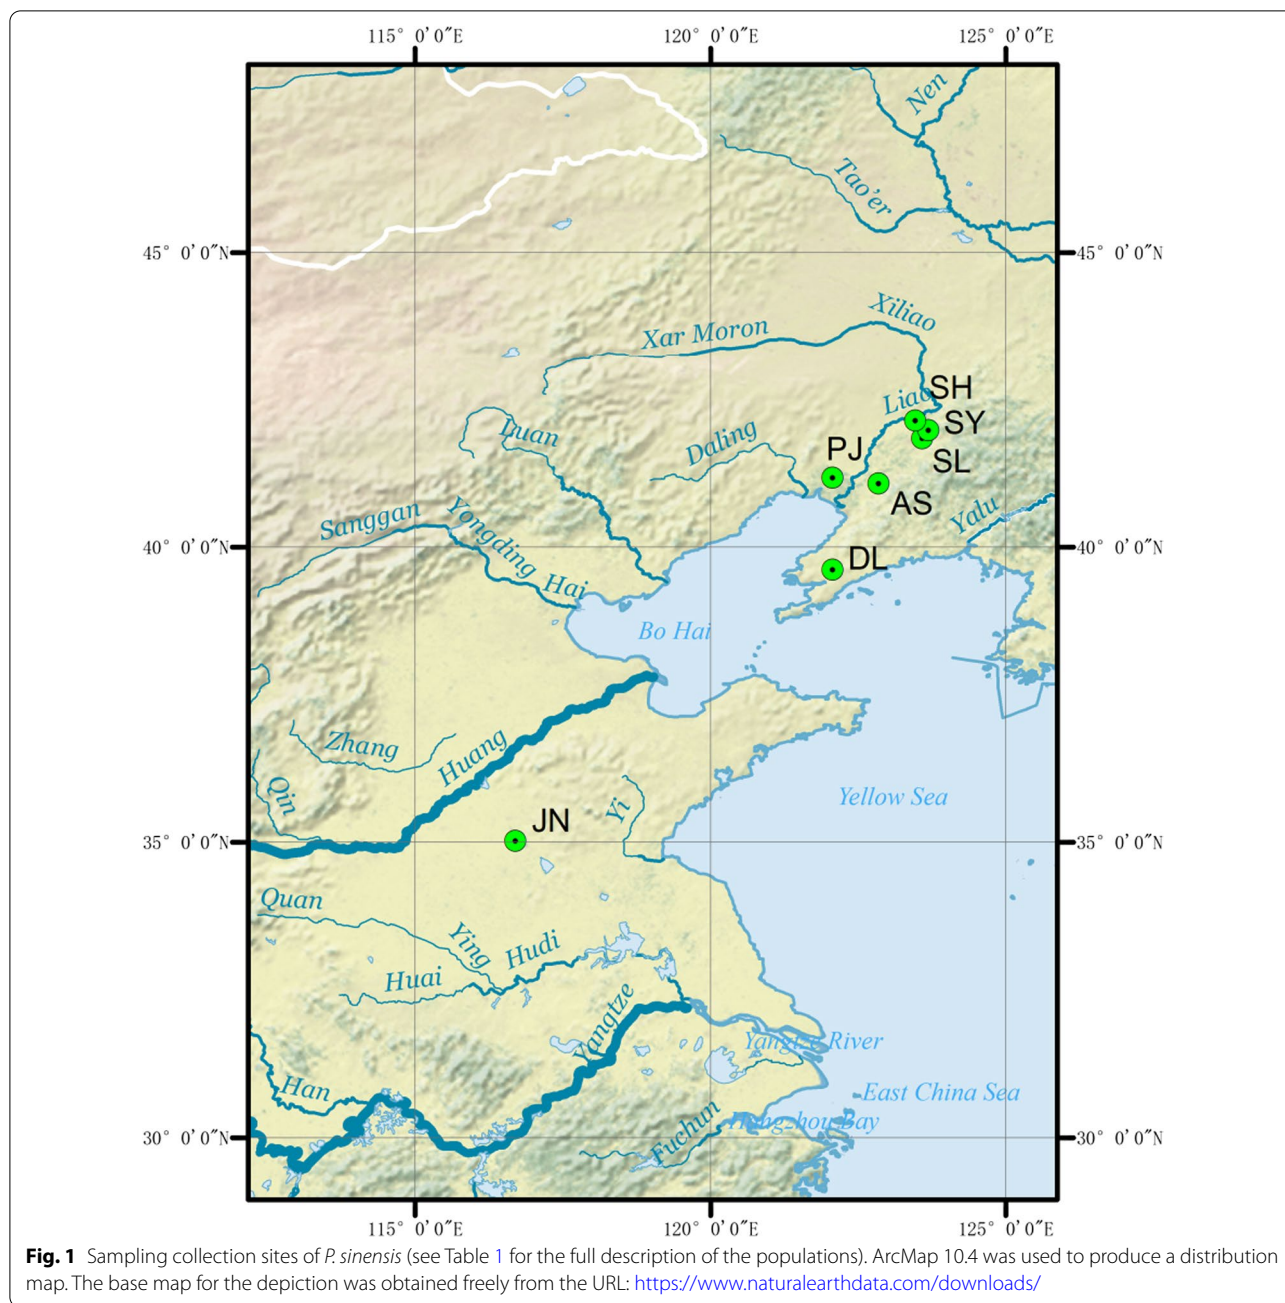 115° 0′0″E 120° 0′0″E 125° 0′0″E
Nen
Tao'er
45° 0′0″N 45° 0′0″N
Xiliao
Xar Moron
SH
Liao
SY
Luan
Daling
PJ
SL
AS
Sanggan
Yongding
Yalu
40° 0′0″N 40° 0′0″N
DL
Hai
Bo Hai
Zhang
Huang
Yellow Sea
Qin
Yi
JN
35° 0′0″N 35° 0′0″N
Quan
Ying
Hudi
Huai
Yangtze
Yangtze River
Han
East China Sea
Hangzhou Bay
Fuchun
30° 0′0″N 30° 0′0″N
115° 0′0″E 120° 0′0″E 125° 0′0″E
Fig. 1 Sampling collection sites of P. sinensis (see Table 1 for the full description of the populations). ArcMap 10.4 was used to produce a distribution
map. The base map for the depiction was obtained freely from the URL: https://www.naturalearthdata.com/downloads/